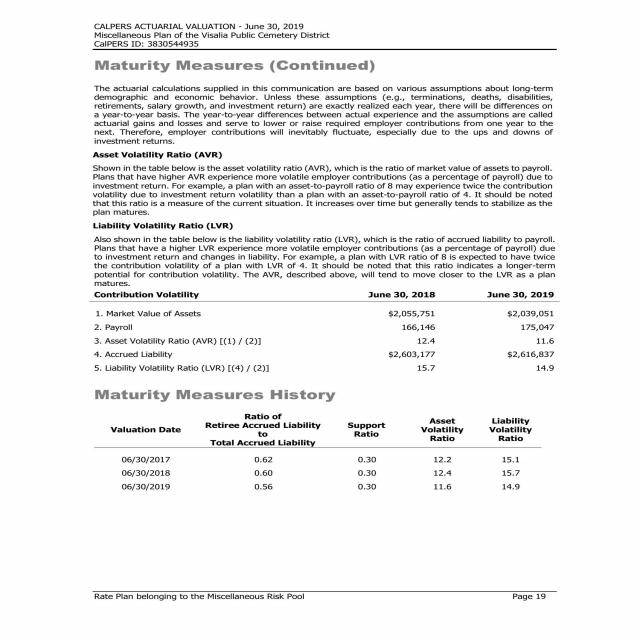 CALPERS ACTUARIAL VALUATION - June 30, 2019
Miscellaneous Plan of the Visalia Public Cemetery District
CalPERS ID: 3830544935
Maturity Measures (Continued)
The actuarial calculations supplied in this communication are based on various assumptions about long-term
demographic and economic behavior. Unless these assumptions (e.g., terminations, deaths, disabilities,
retirements, salary growth, and investment return) are exactly realized each year, there will be differences on
a year-to-year basis. The year-to-year differences between actual experience and the assumptions are called
actuarial gains and losses and serve to lower or raise required employer contributions from one year to the
next. Therefore, employer contributions will inevitably fluctuate, especially due to the ups and downs of
investment returns.
Asset Volatility Ratio (AVR)
Shown in the table below is the asset volatility ratio (AVR), which is the ratio of market value of assets to payroll.
Plans that have higher AVR experience more volatile employer contributions (as a percentage of payroll) due to
investment return. For example, a plan with an asset-to-payroll ratio of 8 may experience twice the contribution
volatility due to investment return volatility than a plan with an asset-to-payroll ratio of 4. It should be noted
that this ratio is a measure of the current situation. It increases over time but generally tends to stabilize as the
plan matures.
Liability Volatility Ratio (LVR)
Also shown in the table below is the liability volatility ratio (LVR), which is the ratio of accrued liability to payroll.
Plans that have a higher LVR experience more volatile employer contributions (as a percentage of payroll) due
to investment return and changes in liability. For example, a plan with LVR ratio of 8 is expected to have twice
the contribution volatility of a plan with LVR of 4. It should be noted that this ratio indicates a longer-term
potential for contribution volatility. The AVR, described above, will tend to move closer to the LVR as a plan
matures.
Contribution Volatility June 30, 2018 June 30, 2019
1. Market Value of Assets $2,055,751 $2,039,051
2. Payroll 166,146 175,047
3. Asset Volatility Ratio (AVR) [(1) / (2)] 12.4 11.6
4. Accrued Liability $2,603,177 $2,616,837
5. Liability Volatility Ratio (LVR) [(4) / (2)] 15.7 14.9
Maturity Measures History
Valuation Date Ratio of Retiree Accrued Liability to Total Accrued Liability Support Ratio Asset Volatility Ratio Liability Volatility Ratio
06/30/2017 0.62 0.30 12.2 15.1
06/30/2018 0.60 0.30 12.4 15.7
06/30/2019 0.56 0.30 11.6 14.9
Rate Plan belonging to the Miscellaneous Risk Pool Page 19